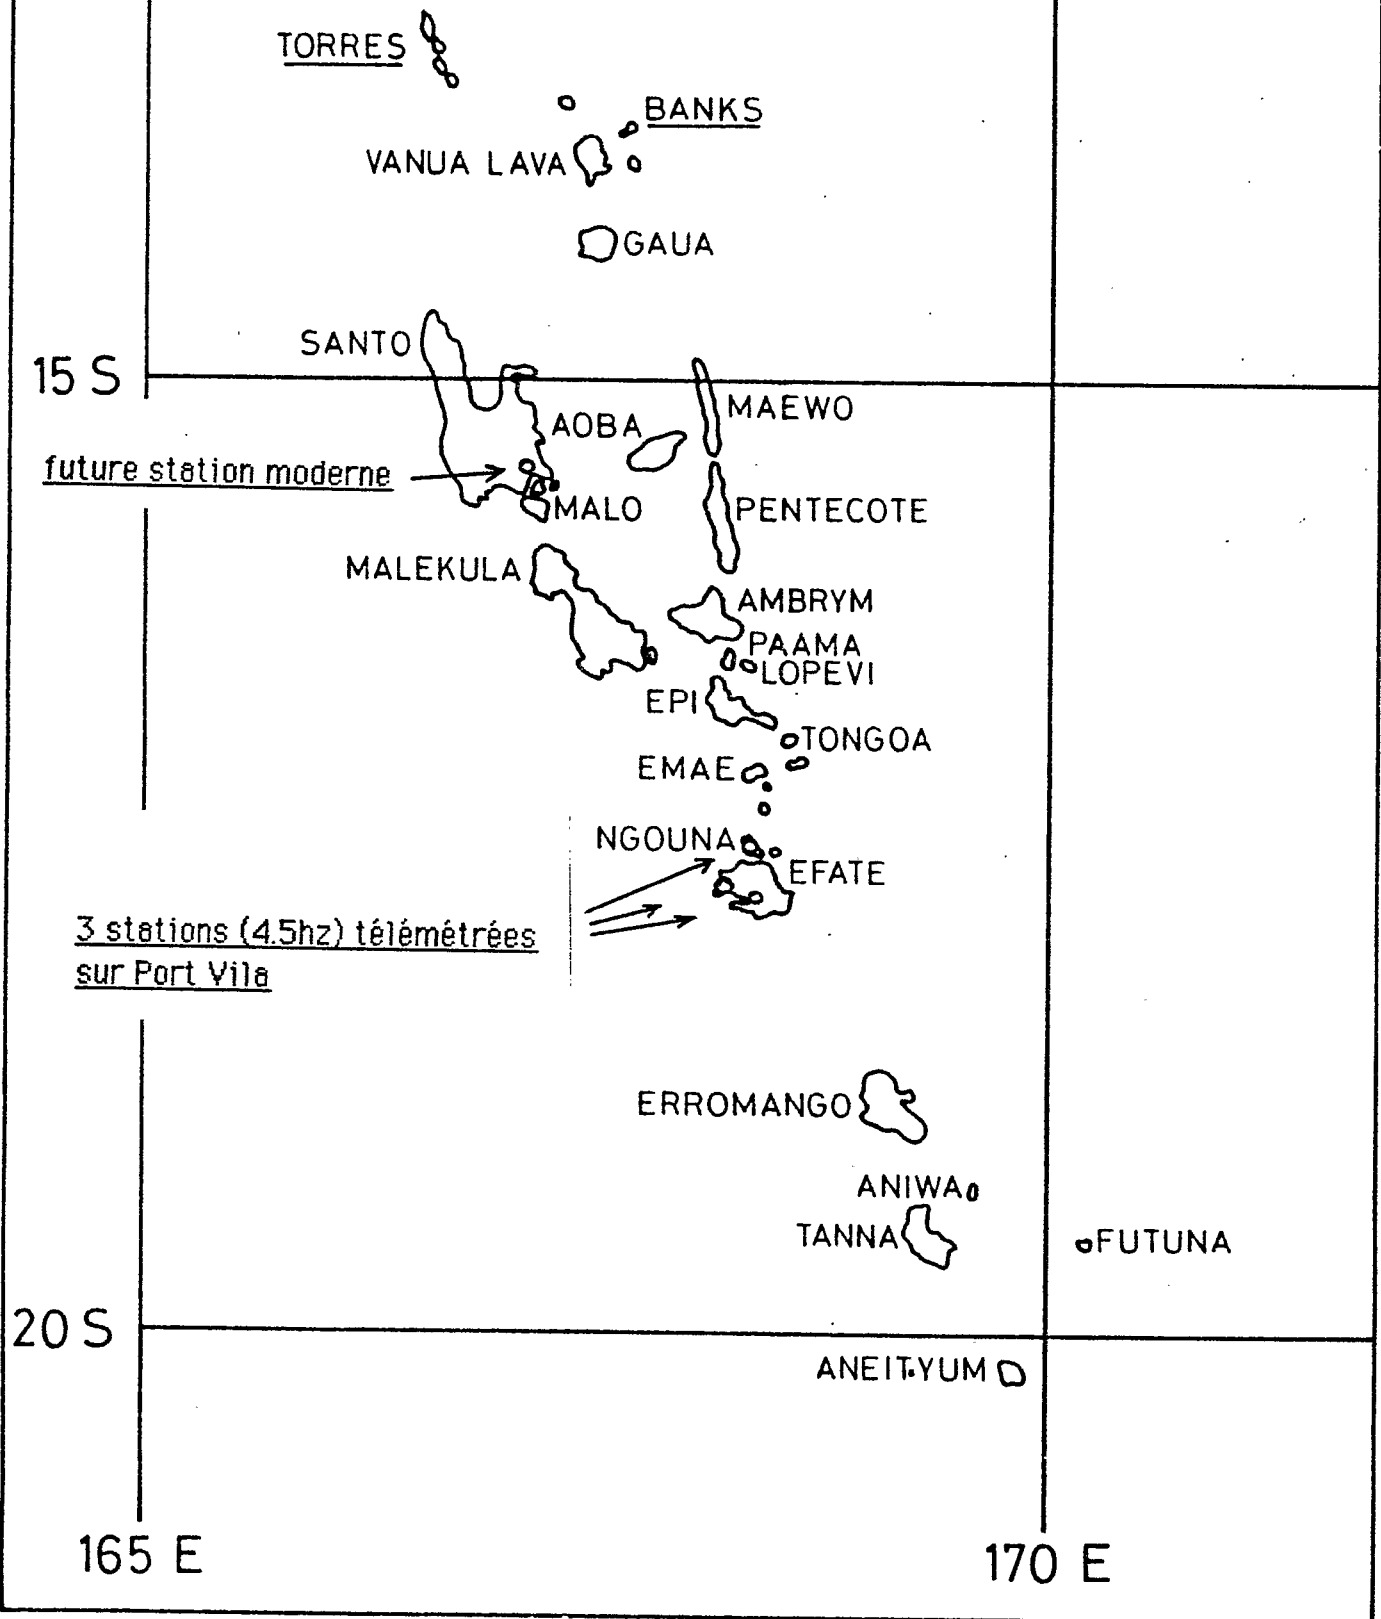 TORRES
BANKS
VANUA LAVA
GAUA
SANTO
15 S
MAEWO
AOBA
future station moderne
MALO
PENTECOTE
MALEKULA
AMBRYM
PAAMA
LOPEVI
EPI
TONGOA
EMAE
NGOUNA
EFATE
3 stations (4.5hz) télémétrées
sur Port Vila
ERROMANGO
ANIWA
TANNA
FUTUNA
20 S
ANEITYUM
165 E
170 E